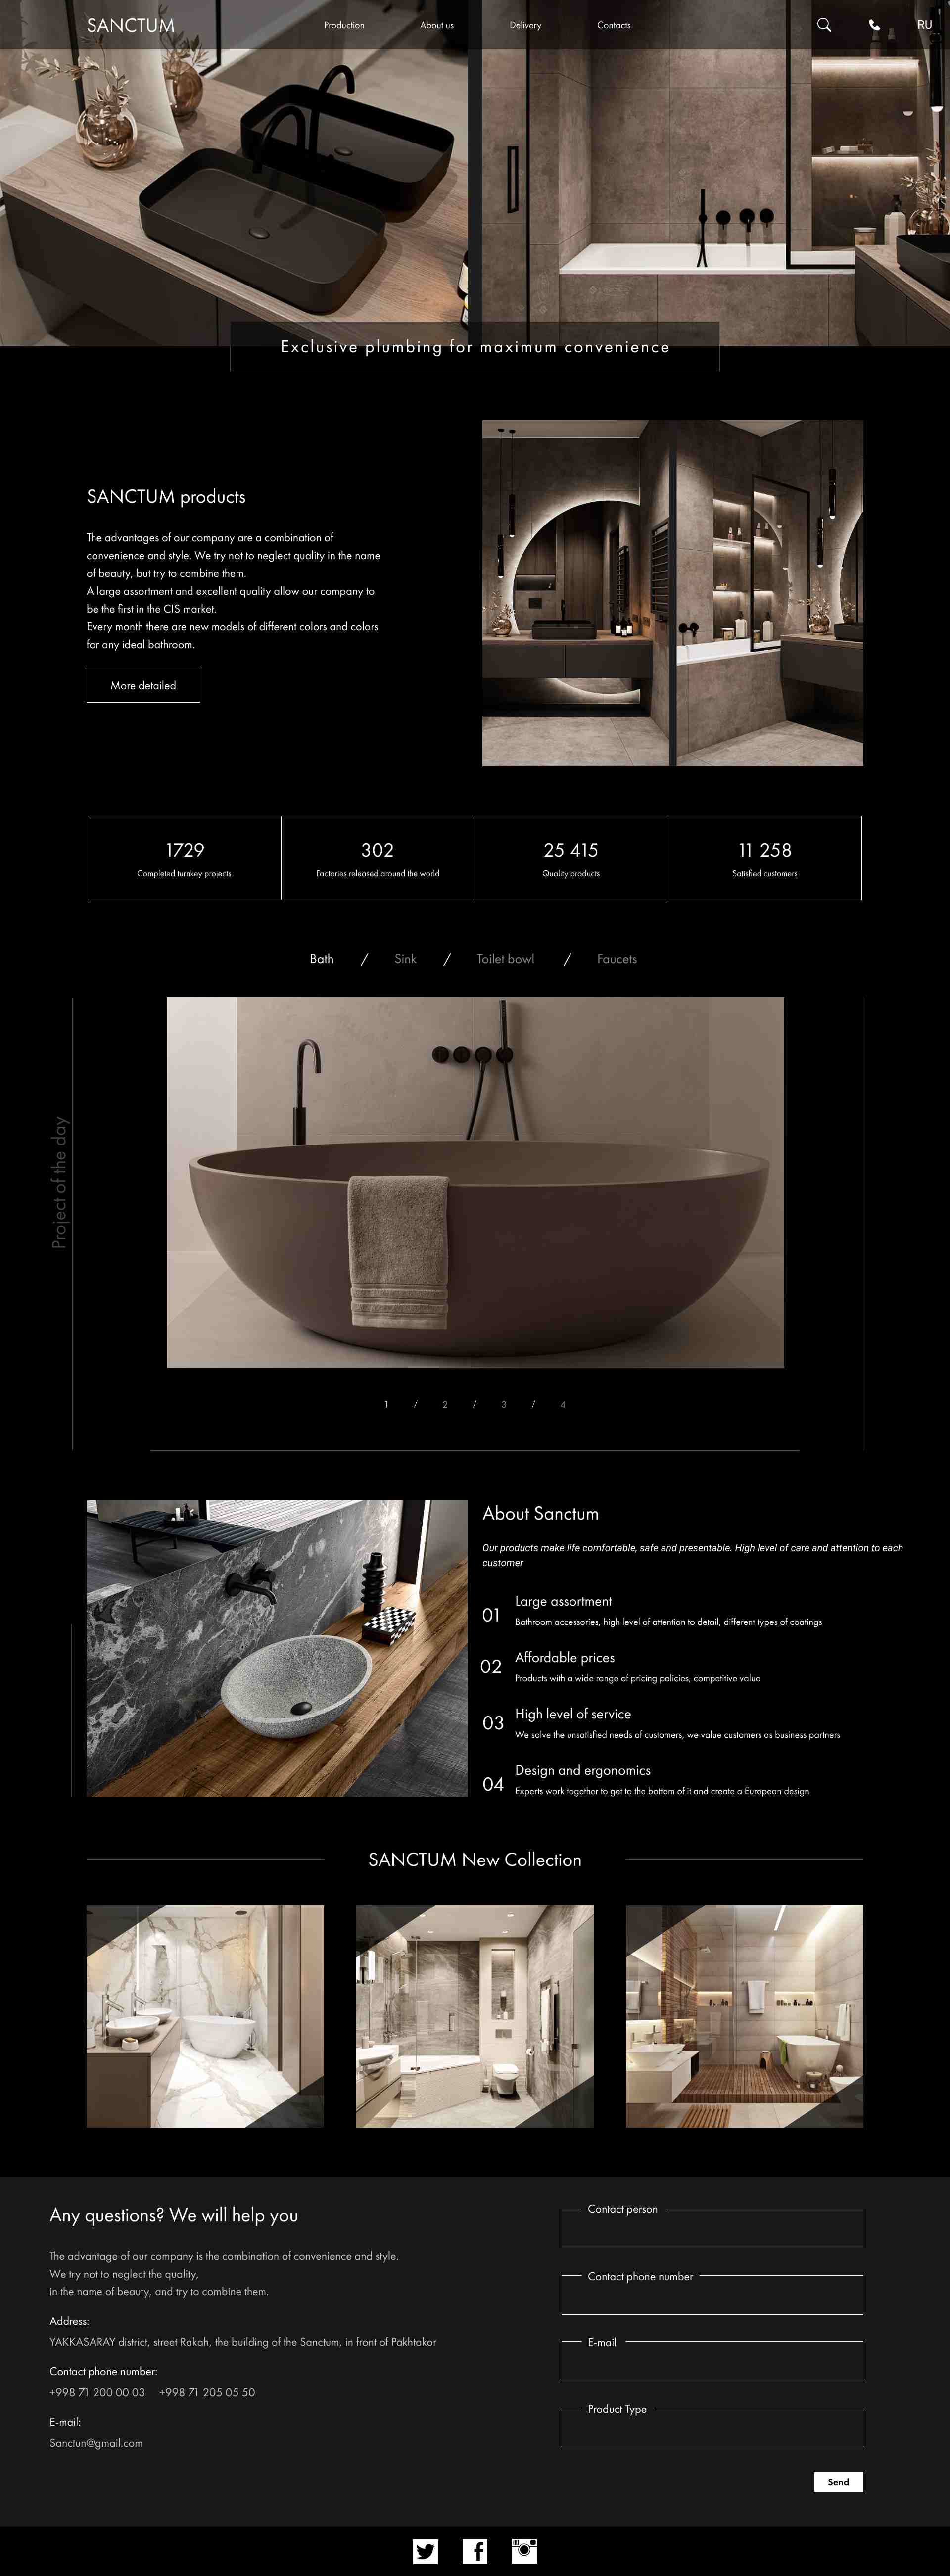 SANCTUM
Production
About us
Delivery
Contacts
RU
Exclusive plumbing for maximum convenience
SANCTUM products
The advantages of our company are a combination of
convenience and style. We try not to neglect quality in the name
of beauty, but try to combine them.
A large assortment and excellent quality allow our company to
be the first in the CIS market.
Every month there are new models of different colors and colors
for any ideal bathroom.
More detailed
1729
Completed turnkey projects
302
Factories released around the world
25 415
Quality products
11 258
Satisfied customers
Bath / Sink / Toilet bowl / Faucets
Project of the day
1 / 2 / 3 / 4
About Sanctum
Our products make life comfortable, safe and presentable. High level of care and attention to each
customer
01
Large assortment
Bathroom accessories, high level of attention to detail, different types of coatings
02
Affordable prices
Products with a wide range of pricing policies, competitive value
03
High level of service
We solve the unsatisfied needs of customers, we value customers as business partners
04
Design and ergonomics
Experts work together to get to the bottom of it and create a European design
SANCTUM New Collection
Any questions? We will help you
The advantage of our company is the combination of convenience and style.
We try not to neglect the quality,
in the name of beauty, and try to combine them.
Address:
YAKKASARAY district, street Rakah, the building of the Sanctum, in front of Pakhtakor
Contact phone number:
+998 71 200 00 03 +998 71 205 05 50
E-mail:
Sanctun@gmail.com
Contact person
Contact phone number
E-mail
Product Type
Send